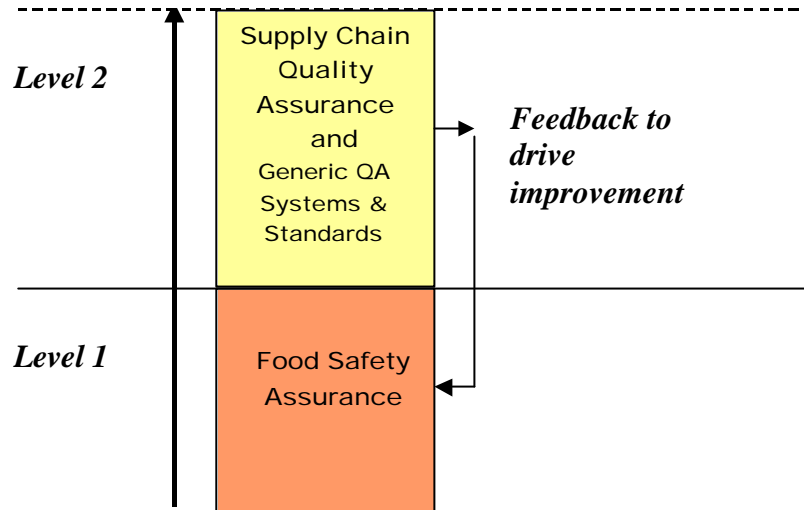 Level 2
Supply Chain
Quality
Assurance
and
Generic QA
Systems &
Standards
Feedback to
drive
improvement
Level 1
Food Safety
Assurance